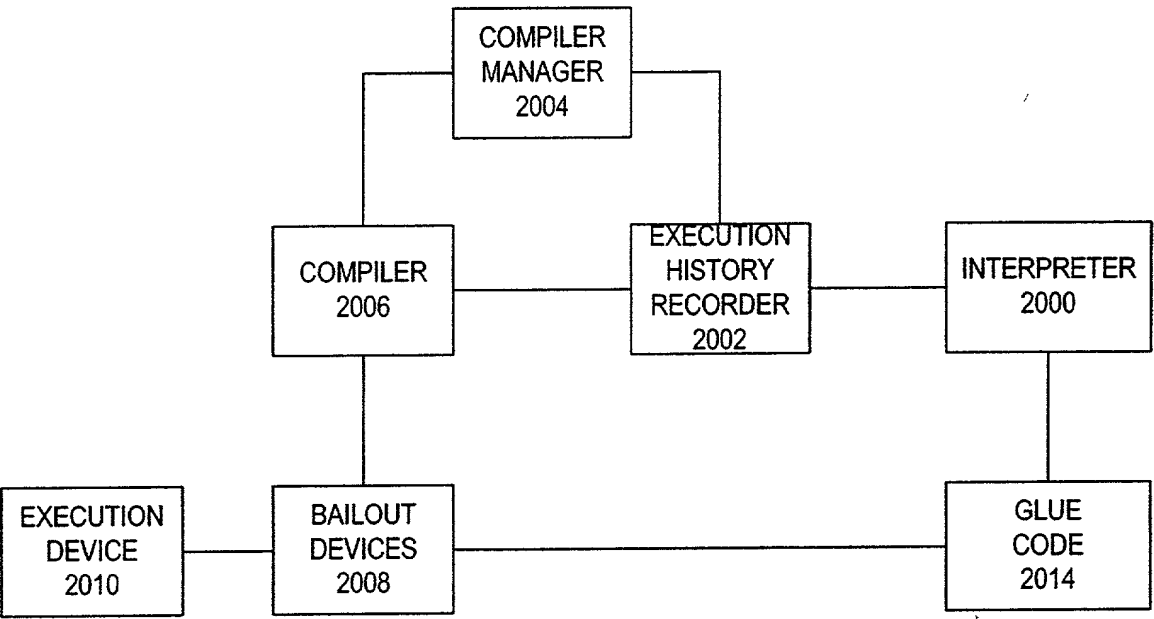 COMPILER
MANAGER
2004
COMPILER
2006
EXECUTION
HISTORY
RECORDER
2002
INTERPRETER
2000
EXECUTION
DEVICE
2010
BAILOUT
DEVICES
2008
GLUE
CODE
2014